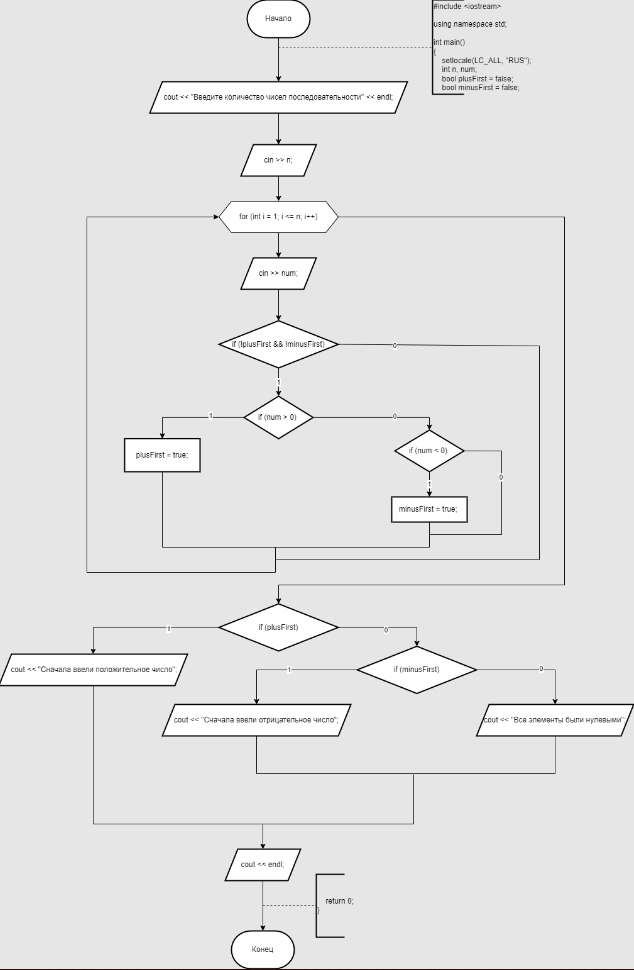 Начало
#include <iostream>
using namespace std;
int main()
{
setlocale(LC_ALL, "RUS");
int n, num;
bool plusFirst = false;
bool minusFirst = false;
cout << "Введите количество чисел последовательности" << endl;
cin >> n;
for (int i = 1; i <= n; i++)
cin >> num;
if (!plusFirst && !minusFirst)
0
1
if (num > 0)
1
0
plusFirst = true;
if (num < 0)
1
0
minusFirst = true;
if (plusFirst)
1
0
cout << "Сначала ввели положительное число";
if (minusFirst)
1
0
cout << "Сначала ввели отрицательное число";
cout << "Все элементы были нулевыми";
cout << endl;
return 0;
}
Конец